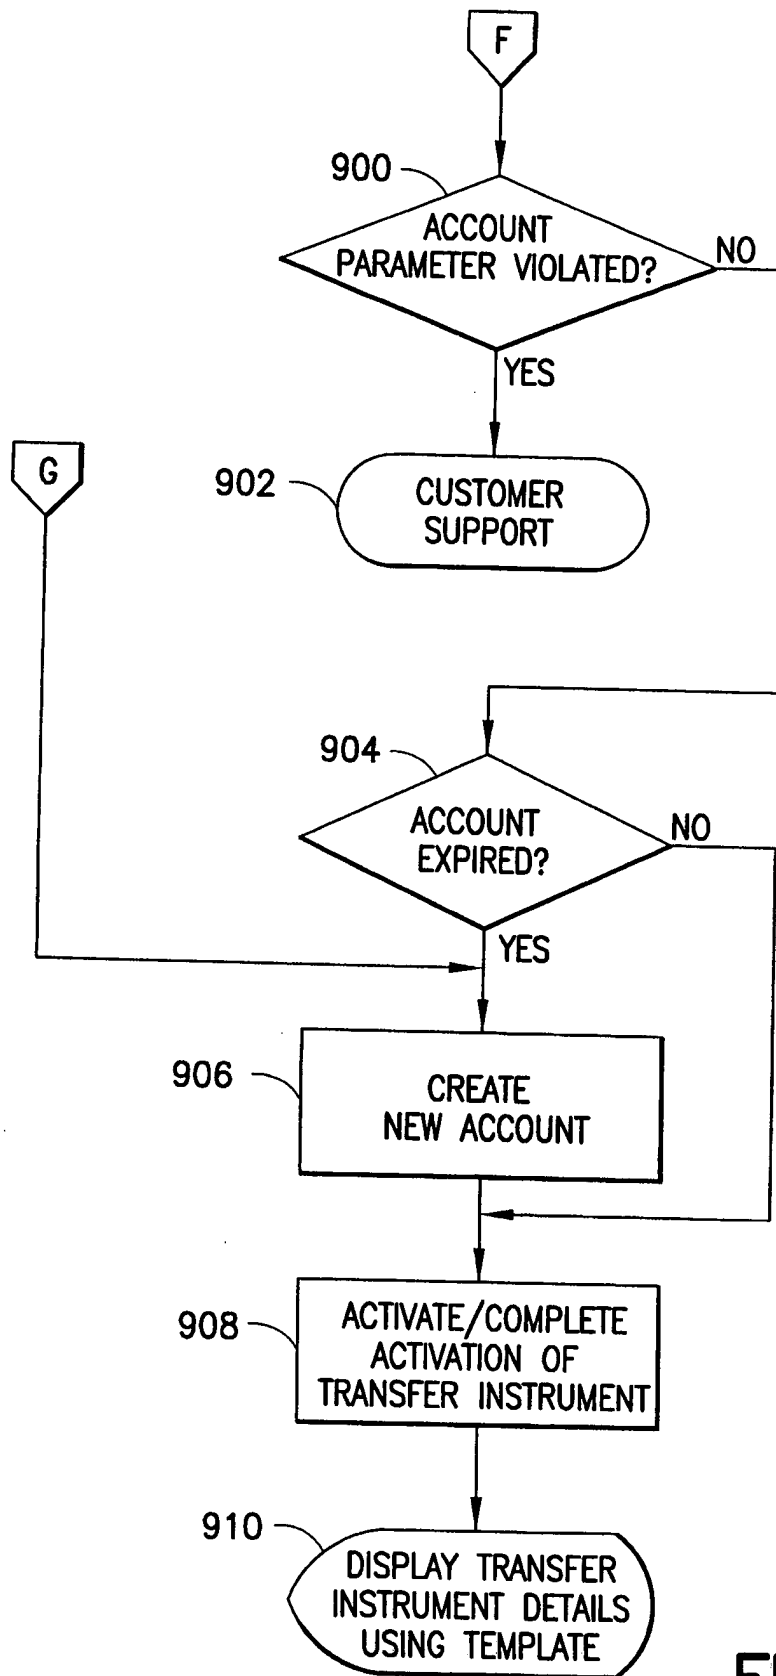 F
900
ACCOUNT
PARAMETER VIOLATED?
NO
YES
G
902
CUSTOMER
SUPPORT
904
ACCOUNT
EXPIRED?
NO
YES
906
CREATE
NEW ACCOUNT
908
ACTIVATE/COMPLETE
ACTIVATION OF
TRANSFER INSTRUMENT
910
DISPLAY TRANSFER
INSTRUMENT DETAILS
USING TEMPLATE